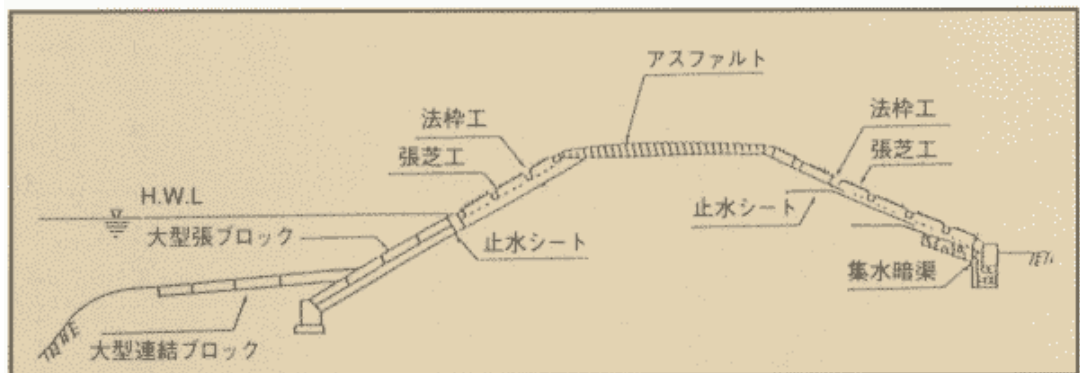 アスファルト
法枠工
張芝工
H.W.L
大型張ブロック
止水シート
大型連結ブロック
法枠工
張芝工
止水シート
集水暗渠